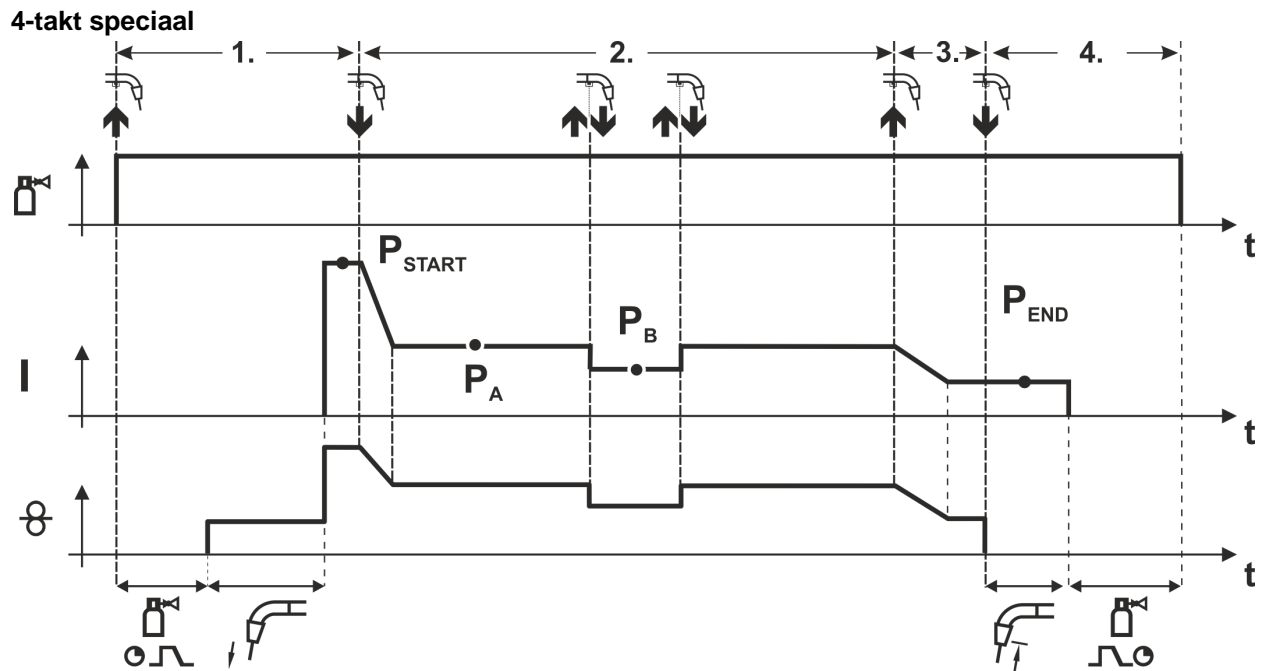 4-takt speciaal
1. 2. 3. 4.
t
PSTART
PB
PEND
PA
I
t
t